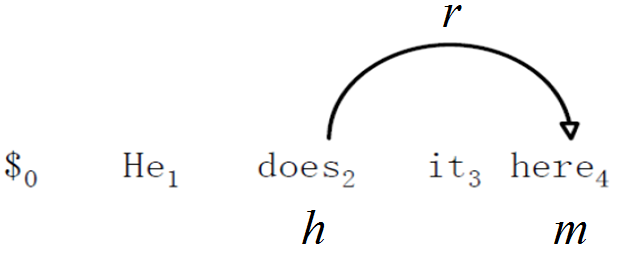 r
$₀ He₁ does₂ it₃ here₄
h m